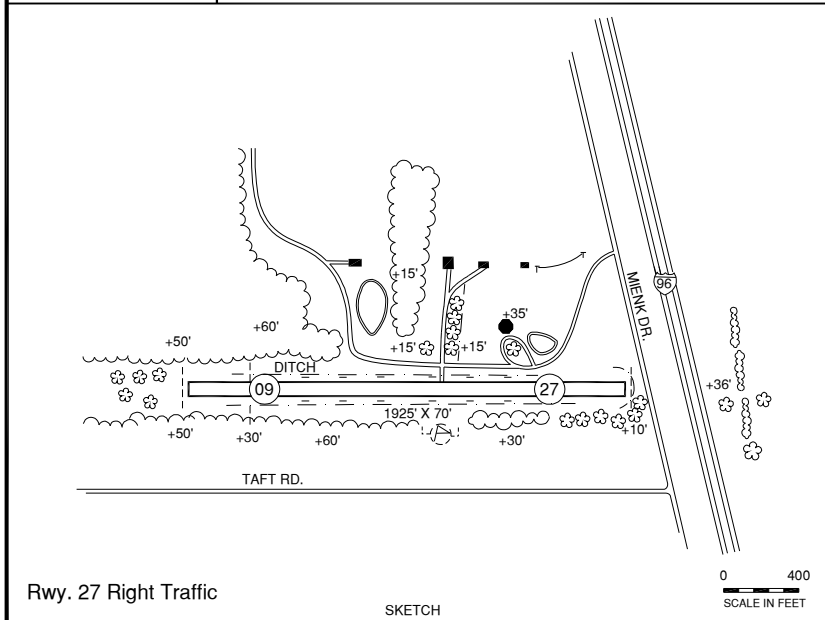 96
MIENK DR.
+15'
+35'
+60'
+50'
+15'
+15'
DITCH
09
27
+36'
1925' X 70'
+50'
+30'
+60'
+30'
+10'
TAFT RD.
Rwy. 27 Right Traffic
0 400
SCALE IN FEET
SKETCH